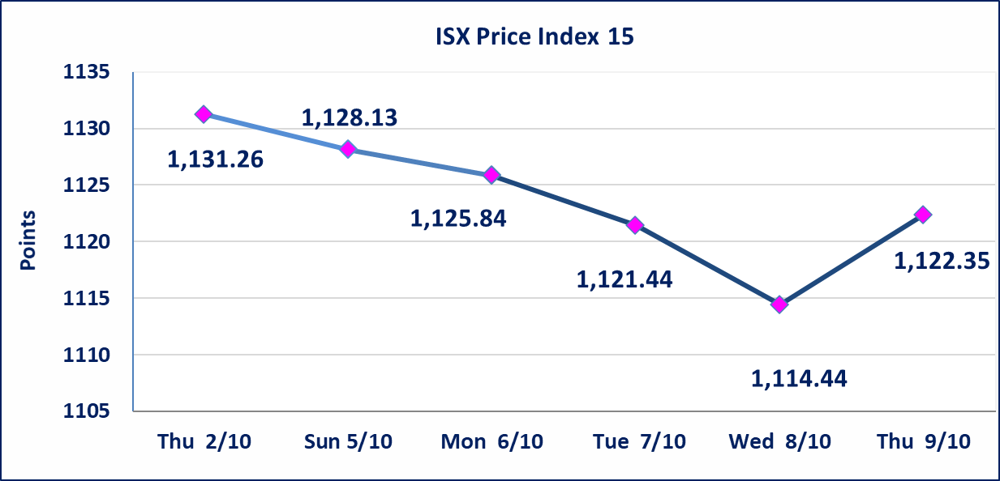 ISX Price Index 15
1135
1130
1125
1120
1115
1110
1105
Points
1,131.26
1,128.13
1,125.84
1,121.44
1,114.44
1,122.35
Thu 2/10
Sun 5/10
Mon 6/10
Tue 7/10
Wed 8/10
Thu 9/10